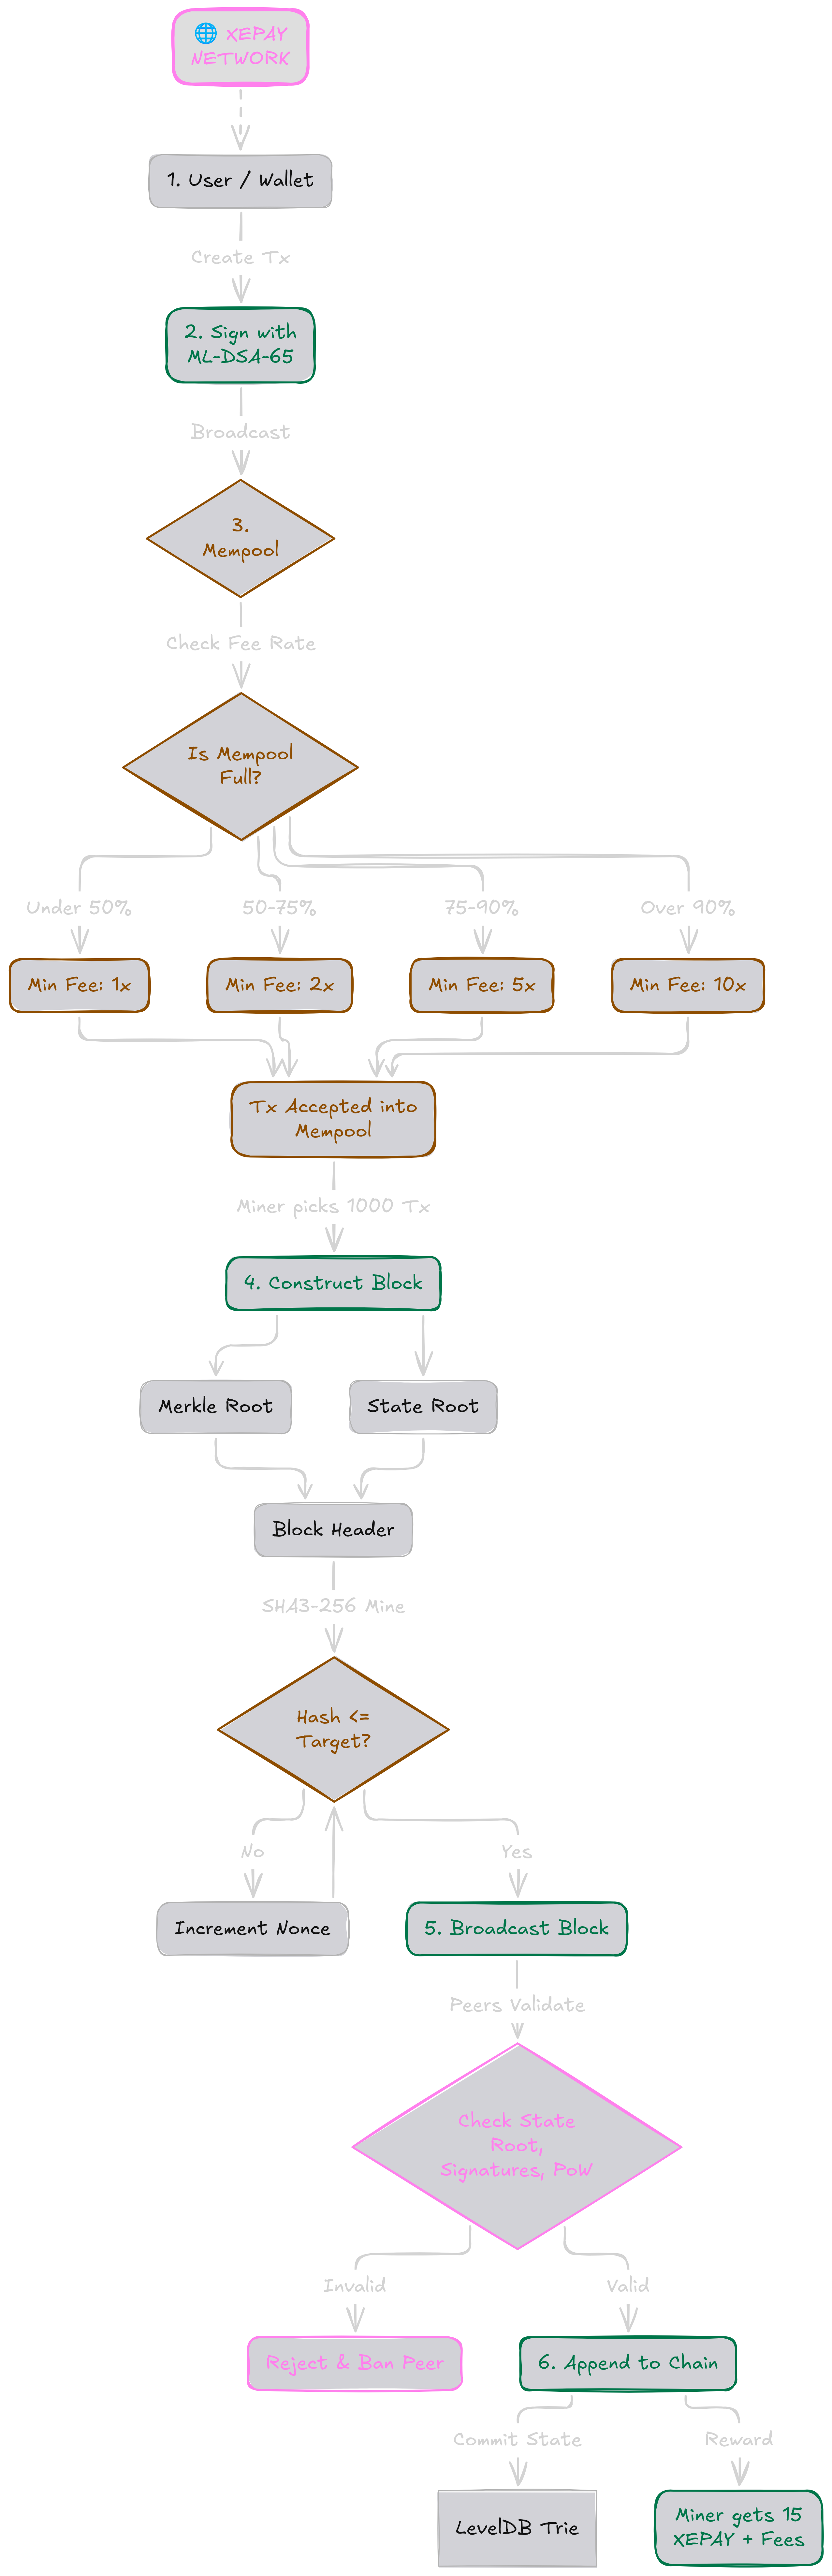 🌐 XEPAY
NETWORK
1. User / Wallet
Create Tx
2. Sign with
ML-DSA-65
Broadcast
3.
Mempool
Check Fee Rate
Is Mempool
Full?
Under 50%
50-75%
75-90%
Over 90%
Min Fee: 1x
Min Fee: 2x
Min Fee: 5x
Min Fee: 10x
Tx Accepted into
Mempool
Miner picks 1000 Tx
4. Construct Block
Merkle Root
State Root
Block Header
SHA3-256 Mine
Hash <=
Target?
No
Yes
Increment Nonce
5. Broadcast Block
Peers Validate
Check State
Root,
Signatures, PoW
Invalid
Valid
Reject & Ban Peer
6. Append to Chain
Commit State
Reward
LevelDB Trie
Miner gets 15
XEPAY + Fees